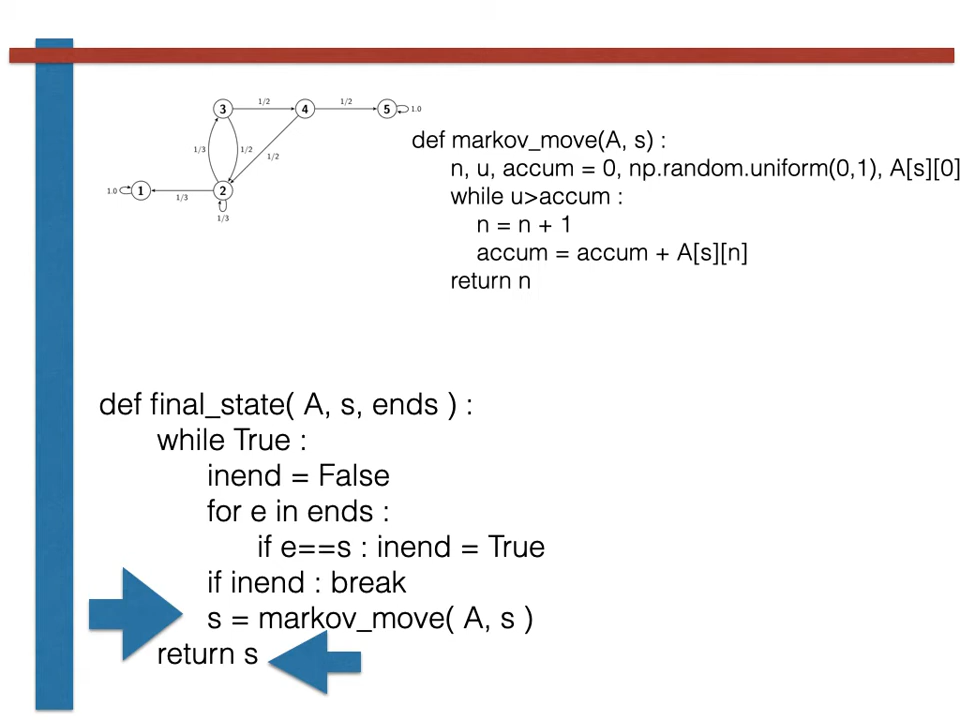 3 1/2 4 1/2 5 1.0
1/3 1/2 1/2
1.0 1 1/3 2
1/3
def markov_move(A, s) :
n, u, accum = 0, np.random.uniform(0,1), A[s][0]
while u>accum :
n = n + 1
accum = accum + A[s][n]
return n
def final_state( A, s, ends ) :
while True :
inend = False
for e in ends :
if e==s : inend = True
if inend : break
s = markov_move( A, s )
return s